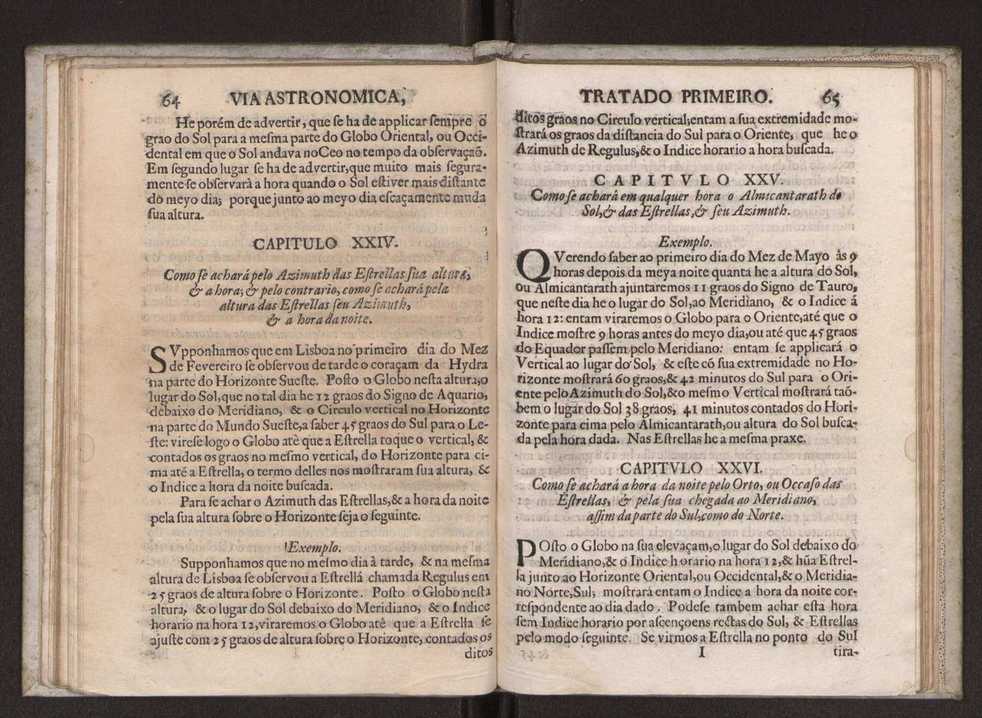 64 VIA ASTRONOMICA,
He porém de advertir, que se ha de applicar sempre o
grao do Sol para a mesma parte do Globo Oriental, ou Occi-
dental em que o Sol andava no Ceo no tempo da observaçaõ.
Em segundo lugar se ha de advertir,que muito mais segura-
mente se observarà a hora quando o Sol estiver mais distante
do meyo dia; porque junto ao meyo dia escaçamente muda
sua altura.
CAPITULO XXIV.
Como se achará pelo Azimuth das Estrellas sua altura,
& a hora; & pelo contrario, como se achará pela
altura das Estrellas seu Azimuth,
& a hora da noite.
SVpponhamos que em Lisboa no primeiro dia do Mez
de Fevereiro se observou de tarde o coraçam da Hydra
na parte do Horizonte Sueste. Posto o Globo nesta altura,o
lugar do Sol,que no tal dia he 12 graos do Signo de Aquario,
debaixo do Meridiano, & o Circulo vertical no Horizonte
na parte do Mundo Sueste,a saber 45 graos do Sul para o Le-
ste: virese logo o Globo atè que a Estrella toque o vertical, &
contados os graos no mesmo vertical, do Horizonte para ci-
ma até a Estrella, o termo delles nos mostraram sua altura, &
o Indice a hora da noite buscada.
Para se achar o Azimuth das Estrellas,& a hora da noite
pela sua altura sobre o Horizonte seja o seguinte.
Exemplo.
Supponhamos que no mesmo dia à tarde, & na mesma
altura de Lisboa se observou a Estrella chamada Regulus em
25 graos de altura sobre o Horizonte. Posto o Globo nesta
altura, & o lugar do Sol debaixo do Meridiano, & o Indice
horario na hora 12,viraremos o Globo até que a Estrella se
ajuste com 25 graos de altura sobre o Horizonte, contados os
ditos
TRATADO PRIMEIRO. 65
ditos graos no Circulo vertical,entam a sua extremidade mo-
strará os graos da distancia do Sul para o Oriente, que he o
Azimuth de Regulus,& o Indice horario a hora buscada.
CAPITVLO XXV.
Como se achará em qualquer hora o Almicantarath do
Sol,& das Estrellas,& seu Azimuth.
Exemplo.
QVerendo saber ao primeiro dia do Mez de Mayo às 9
horas depois da meya noite quanta he a altura do Sol,
ou Almicantarath ajuntaremos 11 graos do Signo de Tauro,
que neste dia he o lugar do Sol,ao Meridiano, & o Indice á
hora 12: entam viraremos o Globo para o Oriente,até que o
Indice mostre 9 horas antes do meyo dia,ou até que 45 graos
do Equador passem pelo Meridiano: entam se applicará o
Vertical ao lugar do Sol, & este có sua extremidade no Ho-
rizonte mostrará 60 graos,& 42 minutos do Sul para o Ori-
ente pelo Azimuth do Sol,& o mesmo Vertical mostrará taõ-
bem o lugar do Sol 38 graos, 41 minutos contados do Hori-
zonte para cima pelo Almicantarath,ou altura do Sol busca-
da pela hora dada. Nas Estrellas he a mesma praxe.
CAPITVLO XXVI.
Como se achará a hora da noite pelo Orto, ou Occaso das
Estrellas, & pela sua chegada ao Meridiano,
assim da parte do Sul,como do Norte.
POsto o Globo na sua elevaçam,o lugar do Sol debaixo do
Meridiano,& o Indice horario na hora 12,& hũa Estrel-
la junto ao Horizonte Oriental,ou Occidental,& o Meridia-
no Norte,Sul; mostrará entam o Indice a hora da noite cor-
respondente ao dia dado. Podese tambem achar esta hora
sem Indice horario por ascençoens rectas do Sol, & Estrellas
pelo modo seguinte. Se virmos a Estrella no ponto do Sul
I tira-